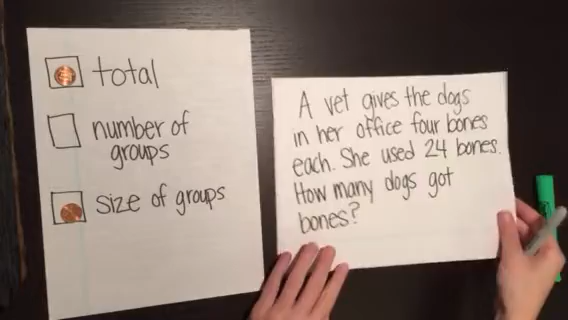 total
number of
groups
size of groups
A vet gives the dogs
in her office four bones
each. She used 24 bones.
How many dogs got
bones?